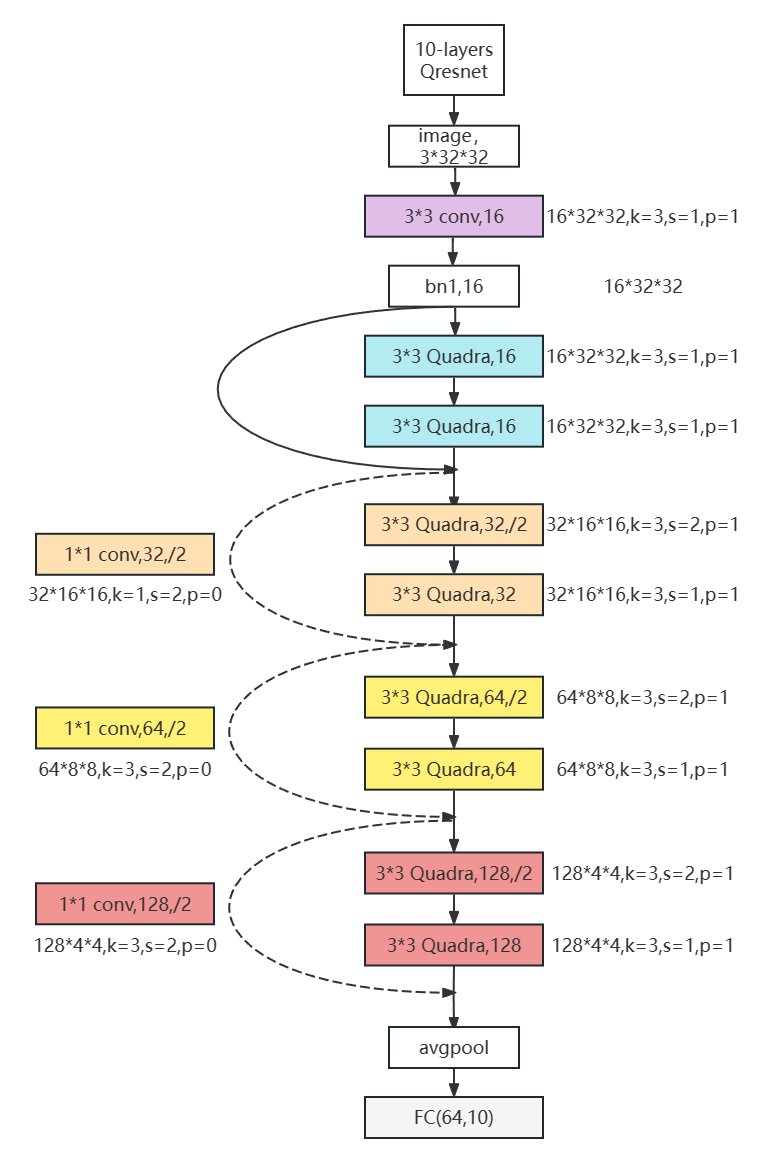 10-layers
Qresnet
image,
3*32*32
3*3 conv,16
16*32*32,k=3,s=1,p=1
bn1,16
16*32*32
3*3 Quadra,16
16*32*32,k=3,s=1,p=1
3*3 Quadra,16
16*32*32,k=3,s=1,p=1
3*3 Quadra,32,/2
32*16*16,k=3,s=2,p=1
1*1 conv,32,/2
32*16*16,k=1,s=2,p=0
3*3 Quadra,32
32*16*16,k=3,s=1,p=1
3*3 Quadra,64,/2
64*8*8,k=3,s=2,p=1
1*1 conv,64,/2
64*8*8,k=3,s=2,p=0
3*3 Quadra,64
64*8*8,k=3,s=1,p=1
3*3 Quadra,128,/2
128*4*4,k=3,s=2,p=1
1*1 conv,128,/2
128*4*4,k=3,s=2,p=0
3*3 Quadra,128
128*4*4,k=3,s=1,p=1
avgpool
FC(64,10)